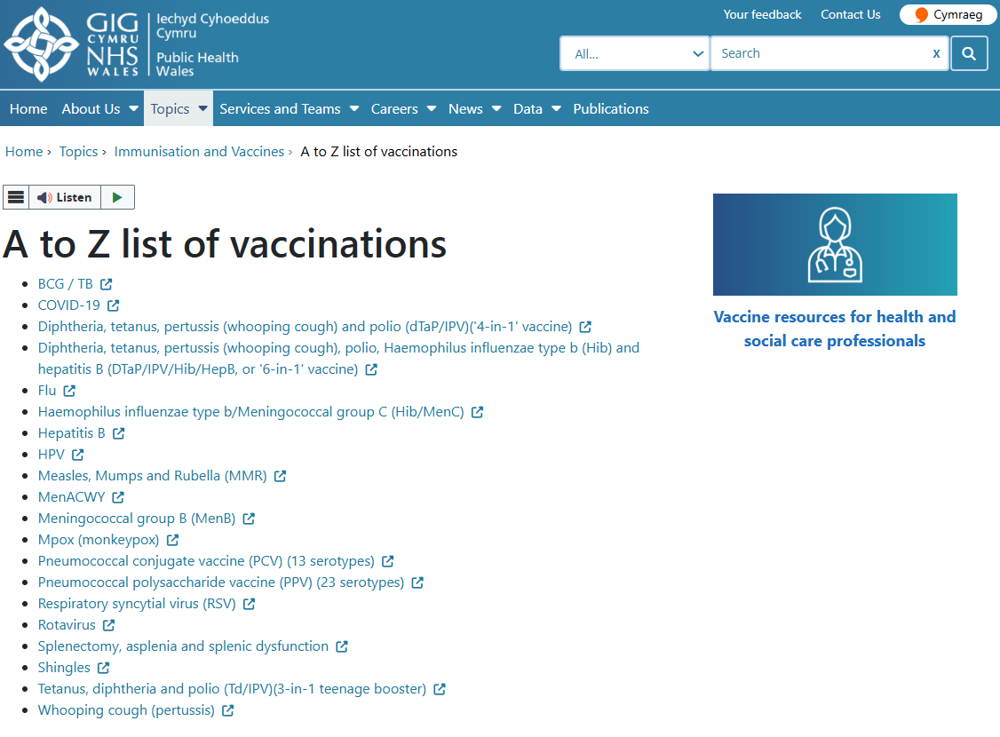 GIG
CYMRU
NHS
WALES
Iechyd Cyhoeddus
Cymru
Public Health
Wales
Your feedback
Contact Us
Cymraeg
All...
Search
x
Home
About Us
Topics
Services and Teams
Careers
News
Data
Publications
Home › Topics › Immunisation and Vaccines › A to Z list of vaccinations
Listen
A to Z list of vaccinations
BCG / TB
COVID-19
Diphtheria, tetanus, pertussis (whooping cough) and polio (dTaP/IPV)('4-in-1' vaccine)
Diphtheria, tetanus, pertussis (whooping cough), polio, Haemophilus influenzae type b (Hib) and
hepatitis B (DTaP/IPV/Hib/HepB, or '6-in-1' vaccine)
Flu
Haemophilus influenzae type b/Meningococcal group C (Hib/MenC)
Hepatitis B
HPV
Measles, Mumps and Rubella (MMR)
MenACWY
Meningococcal group B (MenB)
Mpox (monkeypox)
Pneumococcal conjugate vaccine (PCV) (13 serotypes)
Pneumococcal polysaccharide vaccine (PPV) (23 serotypes)
Respiratory syncytial virus (RSV)
Rotavirus
Splenectomy, asplenia and splenic dysfunction
Shingles
Tetanus, diphtheria and polio (Td/IPV)(3-in-1 teenage booster)
Whooping cough (pertussis)
Vaccine resources for health and
social care professionals